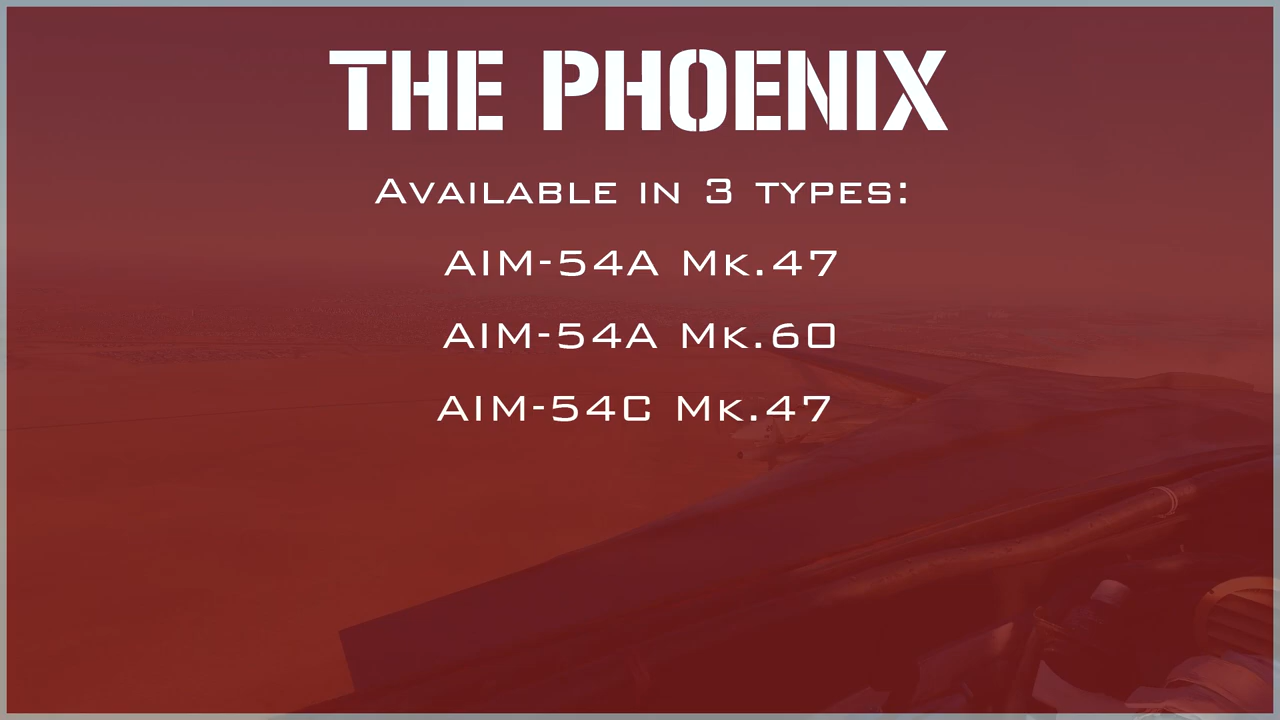 THE PHOENIX
Available in 3 types:
AIM-54A Mk.47
AIM-54A Mk.60
AIM-54C Mk.47